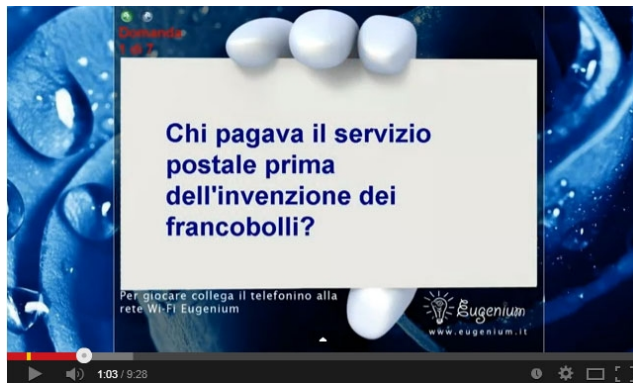 Domanda
1 di 7
Chi pagava il servizio
postale prima
dell'invenzione dei
francobolli?
Per giocare collega il telefonino alla
rete Wi-Fi Eugenium
Eugenium
www.eugenium.it
1:03 / 9:28